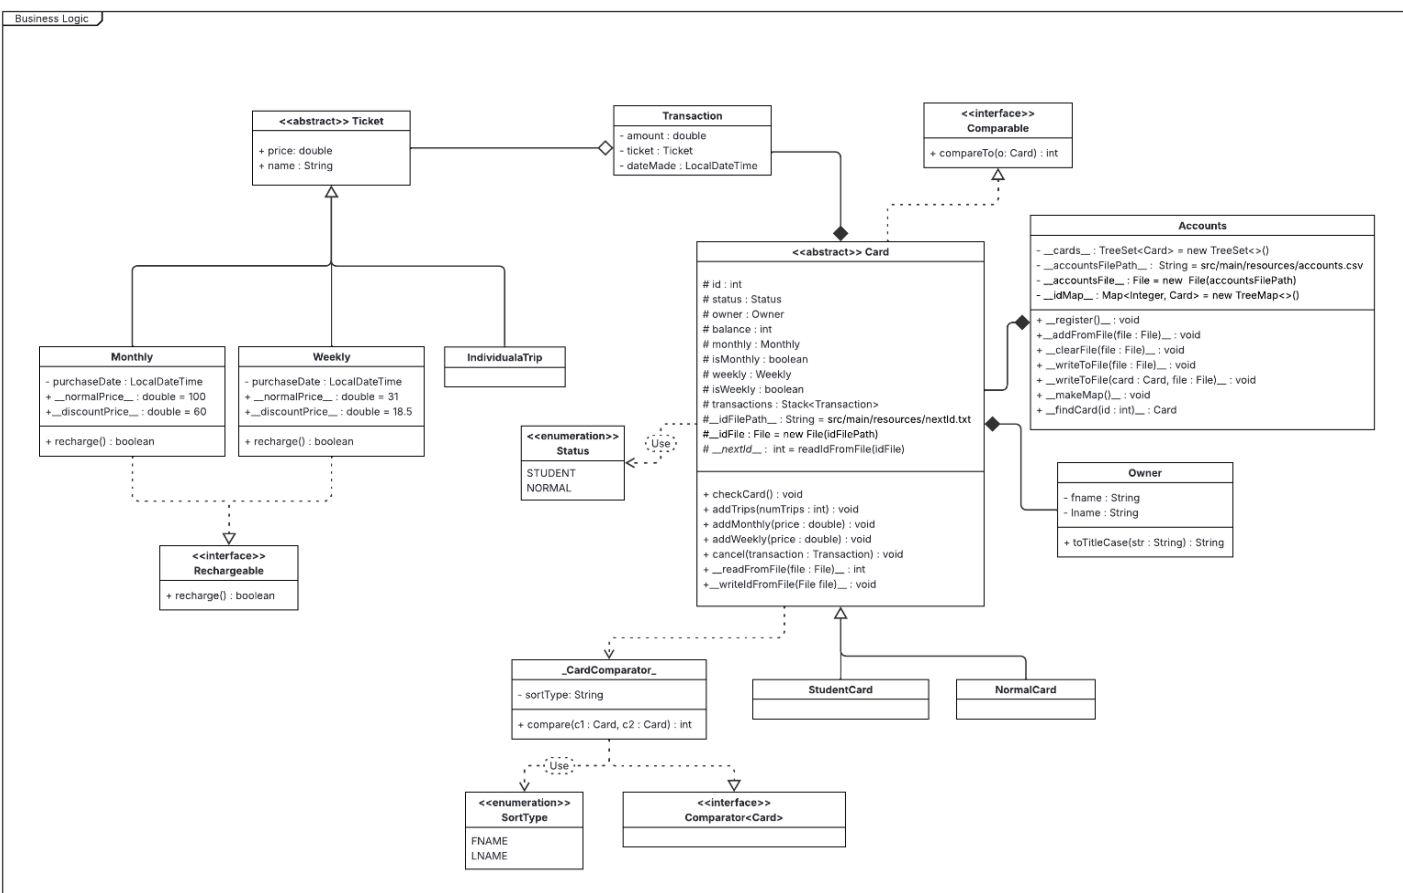 Business Logic
<<abstract>> Ticket
+ price: double
+ name : String
Transaction
- amount : double
- ticket : Ticket
- dateMade : LocalDateTime
<<interface>>
Comparable
+ compareTo(o: Card) : int
Accounts
- __cards__ : TreeSet<Card> = new TreeSet<>()
- __accountsFilePath__ : String = src/main/resources/accounts.csv
- __accountsFile__ : File = new File(accountsFilePath)
- __idMap__ : Map<Integer, Card> = new TreeMap<>()
+ __register()__ : void
+ __addFromFile(file : File)__ : void
+ __clearFile(file : File)__ : void
+ __writeToFile(file : File)__ : void
+ __writeToFile(card : Card, file : File)__ : void
+ __makeMap()__ : void
+ __findCard(id : int)__ : Card
<<abstract>> Card
# id : int
# status : Status
# owner : Owner
# balance : int
# monthly : Monthly
# isMonthly : boolean
# weekly : Weekly
# isWeekly : boolean
# transactions : Stack<Transaction>
#__idFilePath__ : String = src/main/resources/nextId.txt
#__idFile : File = new File(idFilePath)
# __nextId__ : int = readIdFromFile(idFile)
+ checkCard() : void
+ addTrips(numTrips : int) : void
+ addMonthly(price : double) : void
+ addWeekly(price : double) : void
+ cancel(transaction : Transaction) : void
+ __readFromFile(file : File)__ : int
+__writeIdFromFile(File file)__ : void
Monthly
- purchaseDate : LocalDateTime
+ __normalPrice__ : double = 100
+__discountPrice__ : double = 60
+ recharge() : boolean
Weekly
- purchaseDate : LocalDateTime
+ __normalPrice__ : double = 31
+__discountPrice__ : double = 18.5
+ recharge() : boolean
IndividualaTrip
<<enumeration>>
Status
STUDENT
NORMAL
Use
Owner
- fname : String
- lname : String
+ toTitleCase(str : String) : String
<<interface>>
Rechargeable
+ recharge() : boolean
_CardComparator_
- sortType: String
+ compare(c1 : Card, c2 : Card) : int
StudentCard
NormalCard
Use
<<enumeration>>
SortType
FNAME
LNAME
<<interface>>
Comparator<Card>